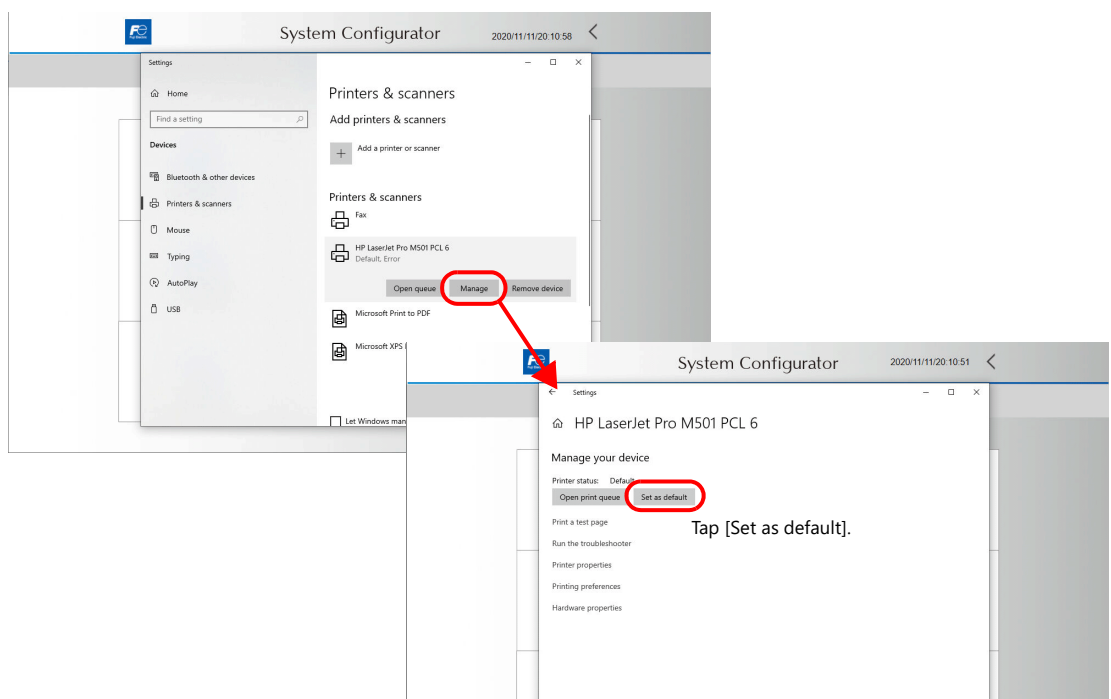 System Configurator
2020/11/11/20:10:58
Settings
Home
Find a setting
Devices
Bluetooth & other devices
Printers & scanners
Mouse
Typing
AutoPlay
USB
Printers & scanners
Add printers & scanners
Add a printer or scanner
Printers & scanners
Fax
HP LaserJet Pro M501 PCL 6
Default, Error
Open queue Manage Remove device
Microsoft Print to PDF
Microsoft XPS
Let Windows man
System Configurator
2020/11/11/20:10:51
Settings
HP LaserJet Pro M501 PCL 6
Manage your device
Printer status: Default
Open print queue Set as default
Tap [Set as default].
Print a test page
Run the troubleshooter
Printer properties
Printing preferences
Hardware properties